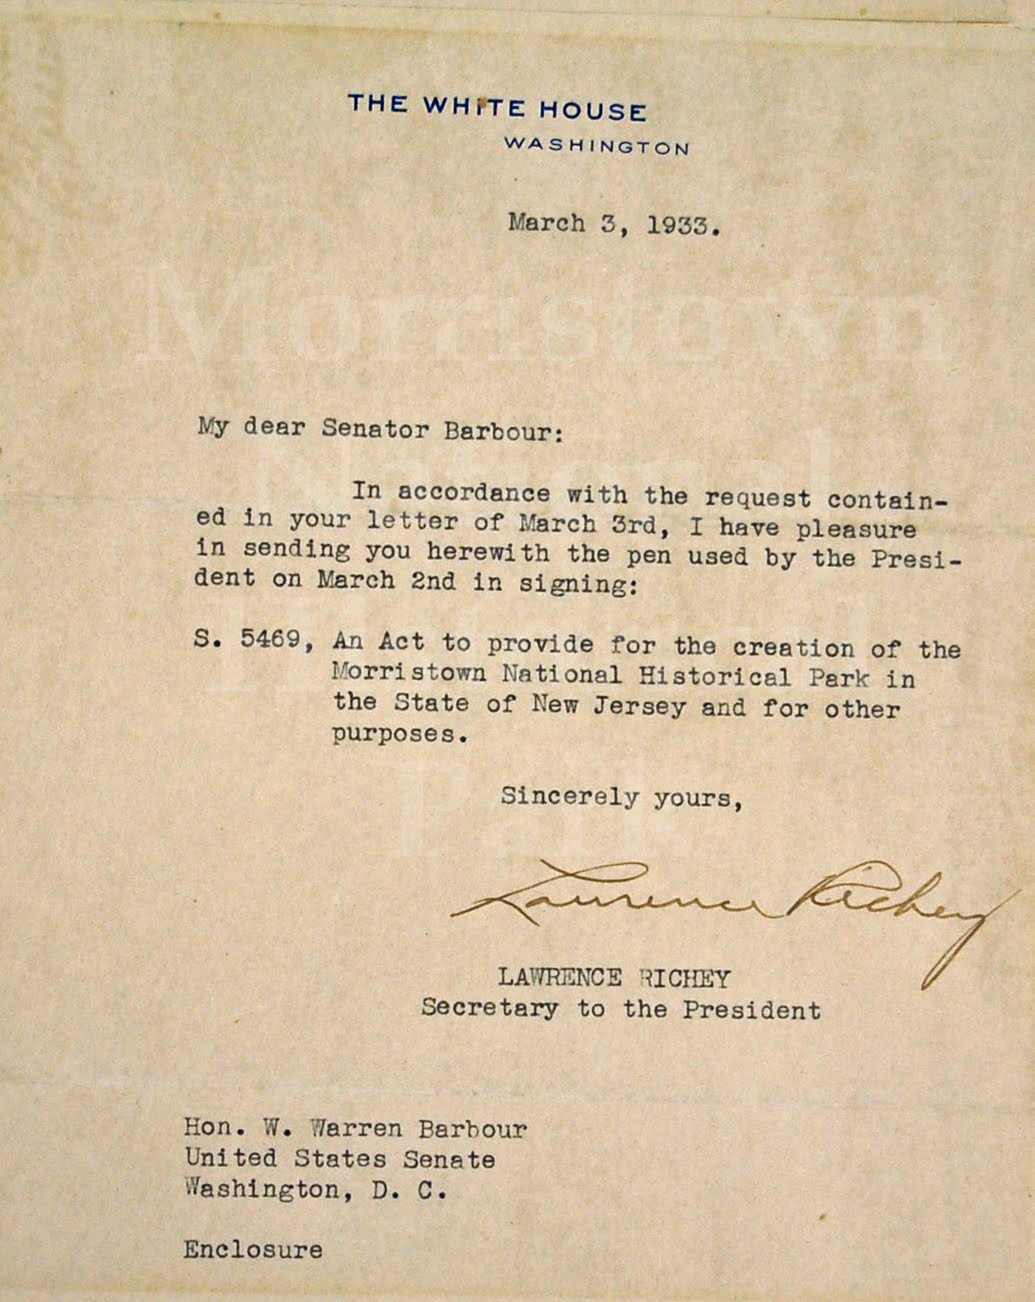 THE WHITE HOUSE
WASHINGTON
March 3, 1933.
Morristown
National
Historical
Park
My dear Senator Barbour:
In accordance with the request contain-
ed in your letter of March 3rd, I have pleasure
in sending you herewith the pen used by the Presi-
dent on March 2nd in signing:
S. 5469, An Act to provide for the creation of the
Morristown National Historical Park in
the State of New Jersey and for other
purposes.
Sincerely yours,
Lawrence Richey
LAWRENCE RICHEY
Secretary to the President
Hon. W. Warren Barbour
United States Senate
Washington, D. C.
Enclosure